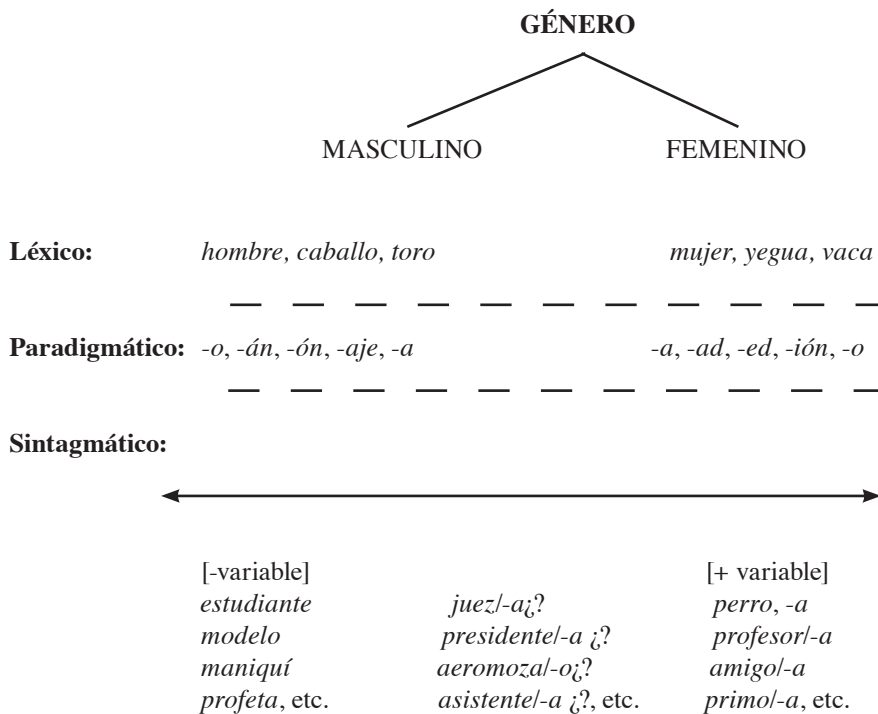 GÉNERO
MASCULINO FEMENINO
Léxico: hombre, caballo, toro mujer, yegua, vaca
Paradigmático: -o, -án, -ón, -aje, -a -a, -ad, -ed, -ión, -o
Sintagmático:
[-variable] [+ variable]
estudiante juez/-a¿? perro, -a
modelo presidente/-a ¿? profesor/-a
maniquí aeromoza/-o¿? amigo/-a
profeta, etc. asistente/-a ¿?, etc. primo/-a, etc.